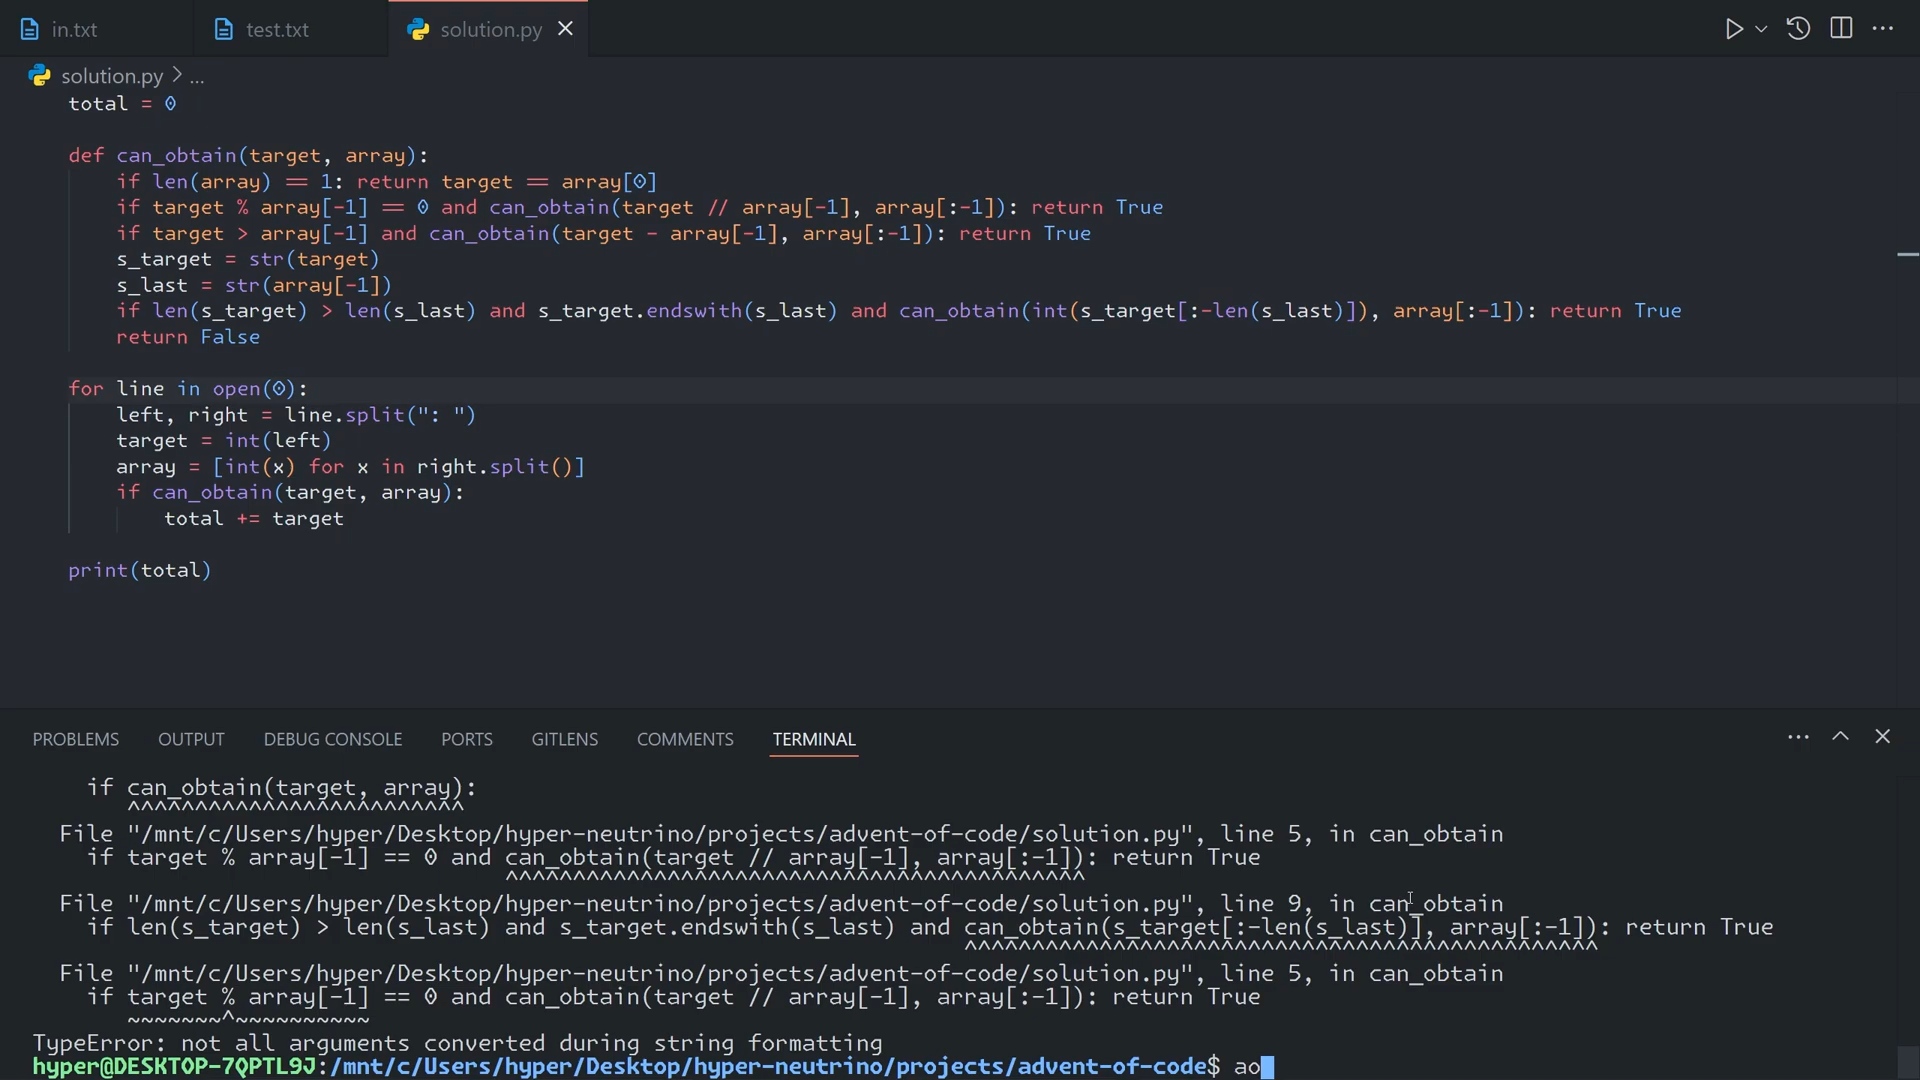 in.txt
test.txt
solution.py
solution.py > ...
total = 0
def can_obtain(target, array):
if len(array) == 1: return target == array[0]
if target % array[-1] == 0 and can_obtain(target // array[-1], array[:-1]): return True
if target > array[-1] and can_obtain(target - array[-1], array[:-1]): return True
s_target = str(target)
s_last = str(array[-1])
if len(s_target) > len(s_last) and s_target.endswith(s_last) and can_obtain(int(s_target[:-len(s_last)]), array[:-1]): return True
return False
for line in open(0):
left, right = line.split(": ")
target = int(left)
array = [int(x) for x in right.split()]
if can_obtain(target, array):
total += target
print(total)
PROBLEMS OUTPUT DEBUG CONSOLE PORTS GITLENS COMMENTS TERMINAL
if can_obtain(target, array):
^^^^^^^^^^^^^^^^^^^^^^^^^
File "/mnt/c/Users/hyper/Desktop/hyper-neutrino/projects/advent-of-code/solution.py", line 5, in can_obtain
if target % array[-1] == 0 and can_obtain(target // array[-1], array[:-1]): return True
^^^^^^^^^^^^^^^^^^^^^^^^^^^^^^^^^^^^^^^^^^^
File "/mnt/c/Users/hyper/Desktop/hyper-neutrino/projects/advent-of-code/solution.py", line 9, in can_obtain
if len(s_target) > len(s_last) and s_target.endswith(s_last) and can_obtain(s_target[:-len(s_last)], array[:-1]): return True
^^^^^^^^^^^^^^^^^^^^^^^^^^^^^^^^^^^^^^^^^^^^^^^
File "/mnt/c/Users/hyper/Desktop/hyper-neutrino/projects/advent-of-code/solution.py", line 5, in can_obtain
if target % array[-1] == 0 and can_obtain(target // array[-1], array[:-1]): return True
~~~~~~~^~~~~~~~~~~
TypeError: not all arguments converted during string formatting
hyper@DESKTOP-7QPTL9J:/mnt/c/Users/hyper/Desktop/hyper-neutrino/projects/advent-of-code$ ao